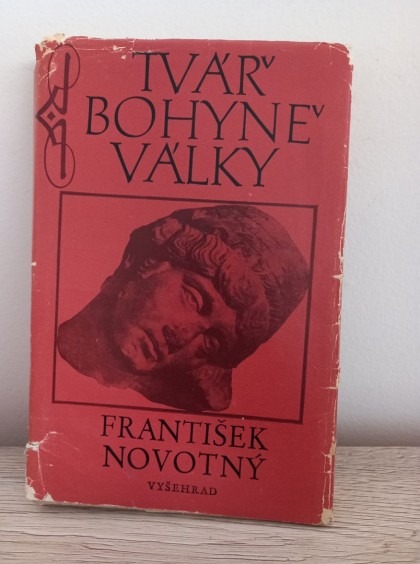 TVÁŘ
BOHYNĚ
VÁLKY
FRANTIŠEK
NOVOTNÝ
VYŠEHRAD